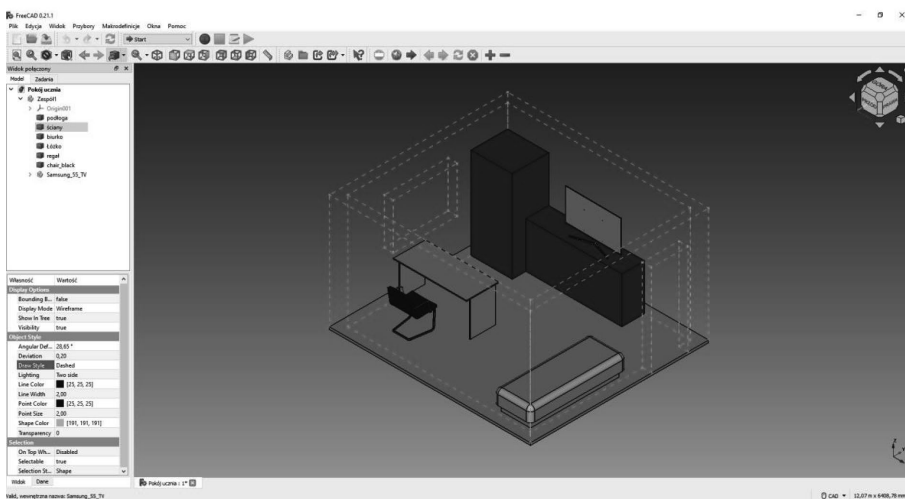 FreeCAD 0.21.1
Plik Edycja Widok Przybory Makrodefinicje Okna Pomoc
Start
Widok połączony
Model Zadania
Pokój ucznia
Zespół1
Origin001
podłoga
ściany
biurko
Łóżko
regał
chair_black
Samsung_55_TV
Własność Wartość
Display Options
Bounding B... false
Display Mode Wireframe
Show In Tree true
Visibility true
Object Style
Angular Def... 28,65 °
Deviation 0,20
Draw Style Dashed
Lighting Two side
Line Color [25, 25, 25]
Line Width 2,00
Point Color [25, 25, 25]
Point Size 2,00
Shape Color [191, 191, 191]
Transparency 0
Selection
On Top Wh... Disabled
Selectable true
Selection St... Shape
Widok Dane
Pokój ucznia : 1*
Valid, wewnętrzna nazwa: Samsung_55_TV
CAD 12,07 m x 6408,78 mm